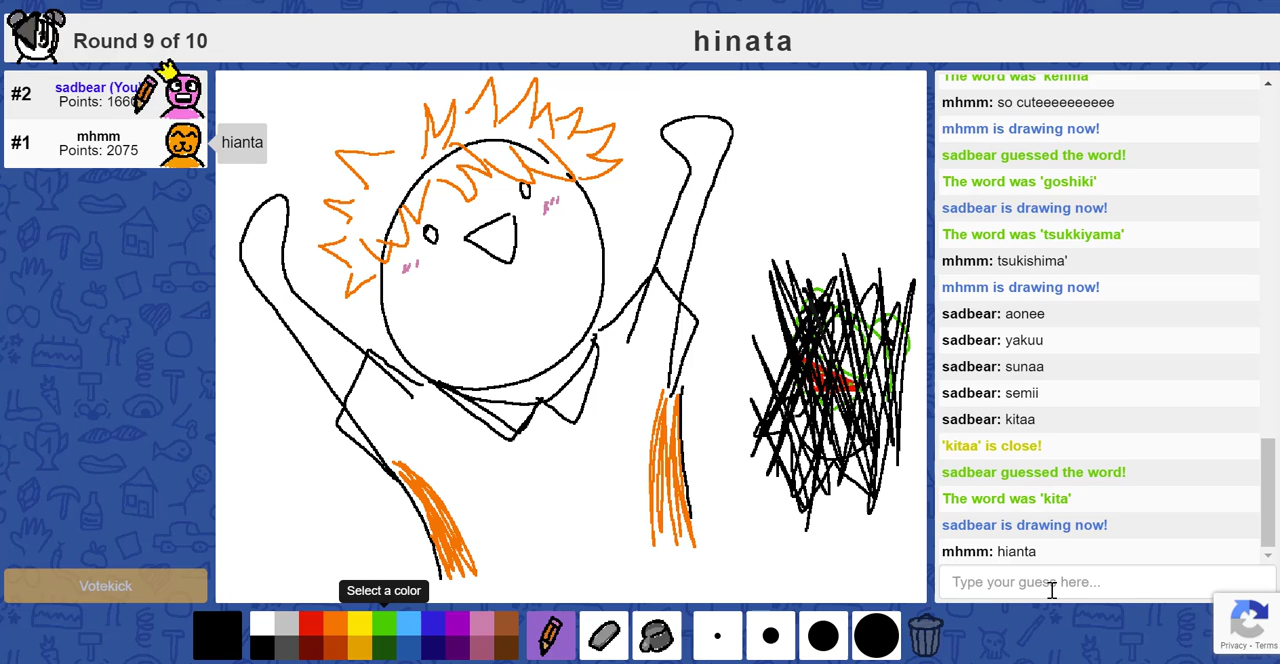 Round 9 of 10
hinata
#2
sadbear (You)
Points: 1660
#1
mhmm
Points: 2075
hianta
The word was 'kenma'
mhmm: so cuteeeeeeeeee
mhmm is drawing now!
sadbear guessed the word!
The word was 'goshiki'
sadbear is drawing now!
The word was 'tsukkiyama'
mhmm: tsukishima'
mhmm is drawing now!
sadbear: aonee
sadbear: yakuu
sadbear: sunaa
sadbear: semii
sadbear: kitaa
'kitaa' is close!
sadbear guessed the word!
The word was 'kita'
sadbear is drawing now!
mhmm: hianta
Type your guess here...
Votekick
Select a color
Privacy - Terms